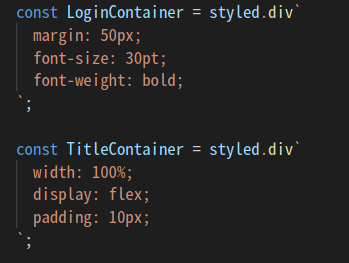 const LoginContainer = styled.div`
  margin: 50px;
  font-size: 30pt;
  font-weight: bold;
`;

const TitleContainer = styled.div`
  width: 100%;
  display: flex;
  padding: 10px;
`;